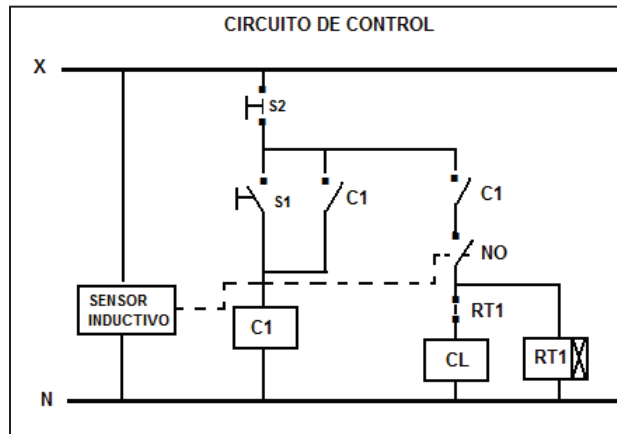 CIRCUITO DE CONTROL
X
S2
S1
C1
C1
NO
SENSOR
INDUCTIVO
C1
RT1
CL
RT1
N